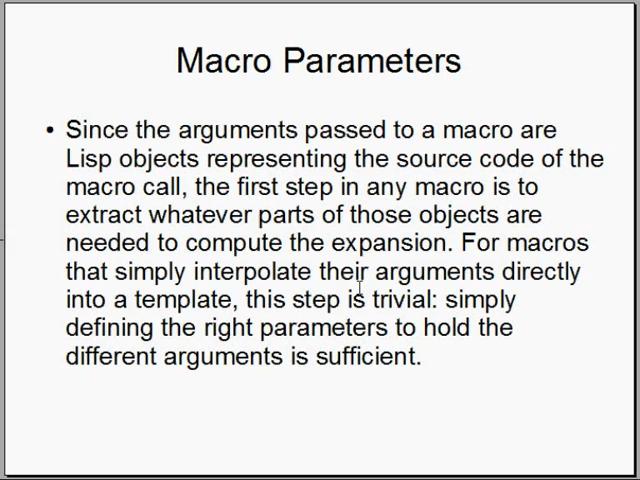 Macro Parameters
• Since the arguments passed to a macro are
Lisp objects representing the source code of the
macro call, the first step in any macro is to
extract whatever parts of those objects are
needed to compute the expansion. For macros
that simply interpolate their arguments directly
into a template, this step is trivial: simply
defining the right parameters to hold the
different arguments is sufficient.